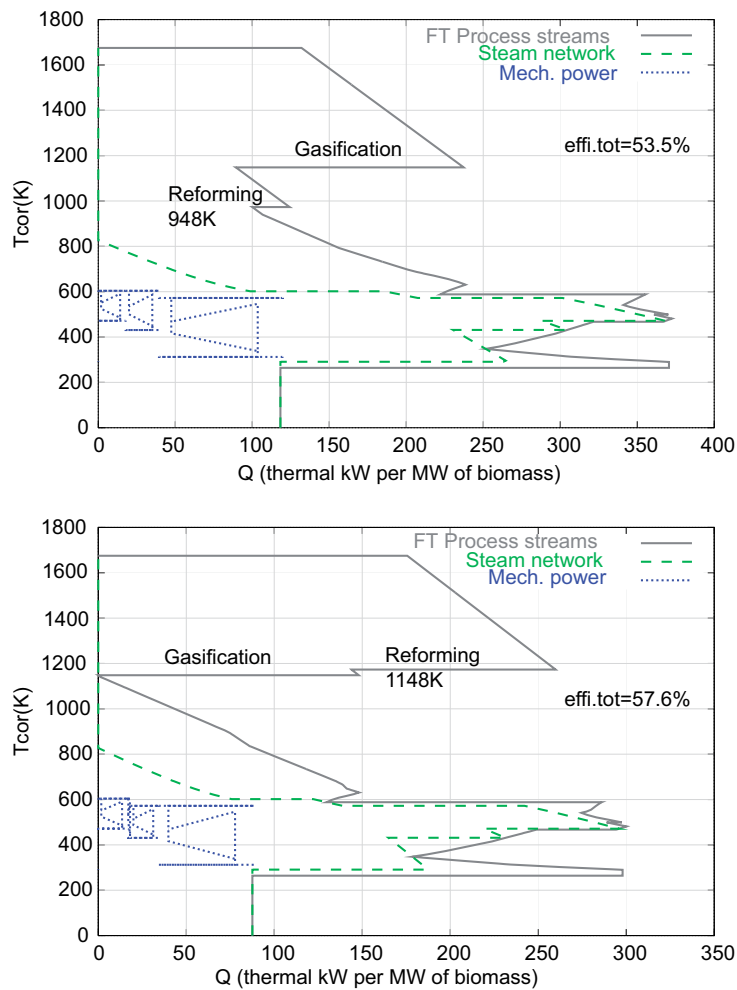 1800
1600
1400
1200
1000
800
600
400
200
0
Tcor(K)
FT Process streams
Steam network
Mech. power
Gasification
effi.tot=53.5%
Reforming
948K
0 50 100 150 200 250 300 350 400
Q (thermal kW per MW of biomass)
1800
1600
1400
1200
1000
800
600
400
200
0
Tcor(K)
FT Process streams
Steam network
Mech. power
Gasification
Reforming
1148K
effi.tot=57.6%
0 50 100 150 200 250 300 350
Q (thermal kW per MW of biomass)